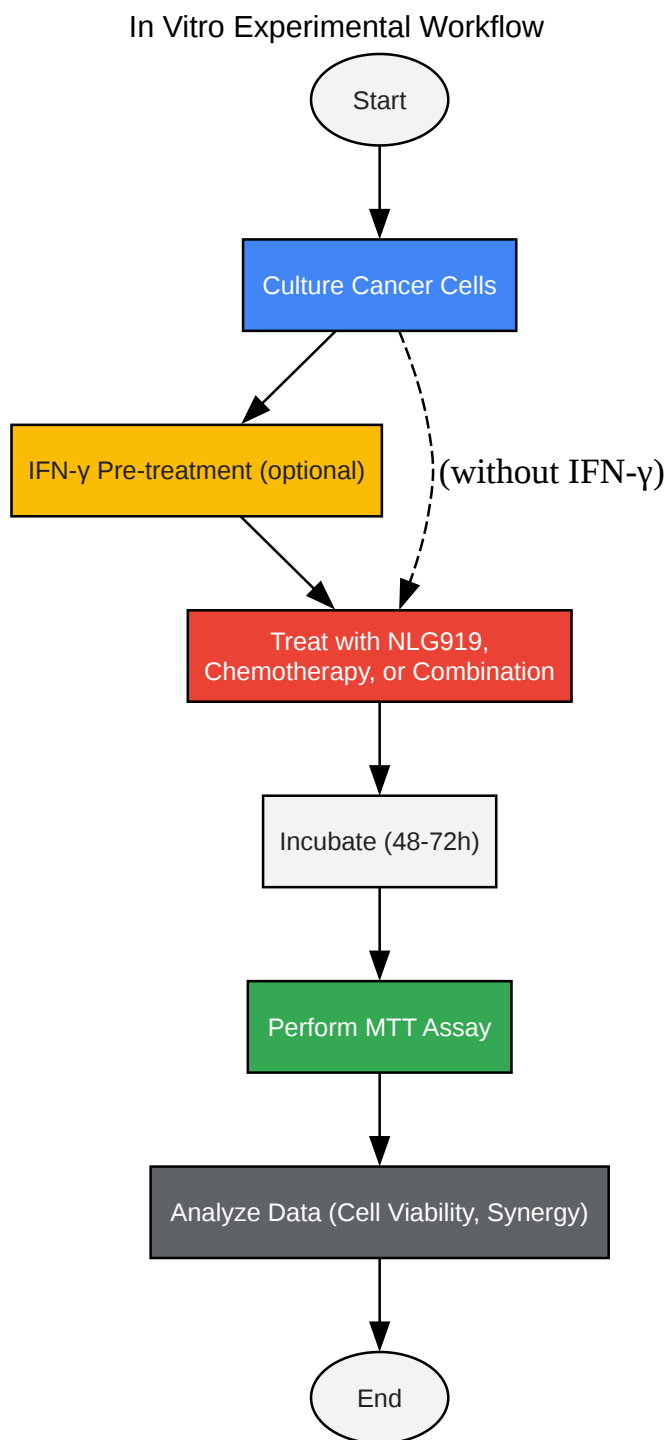 In Vitro Experimental Workflow
Start
Culture Cancer Cells
IFN-γ Pre-treatment (optional)
(without IFN-γ)
Treat with NLG919,
Chemotherapy, or Combination
Incubate (48-72h)
Perform MTT Assay
Analyze Data (Cell Viability, Synergy)
End